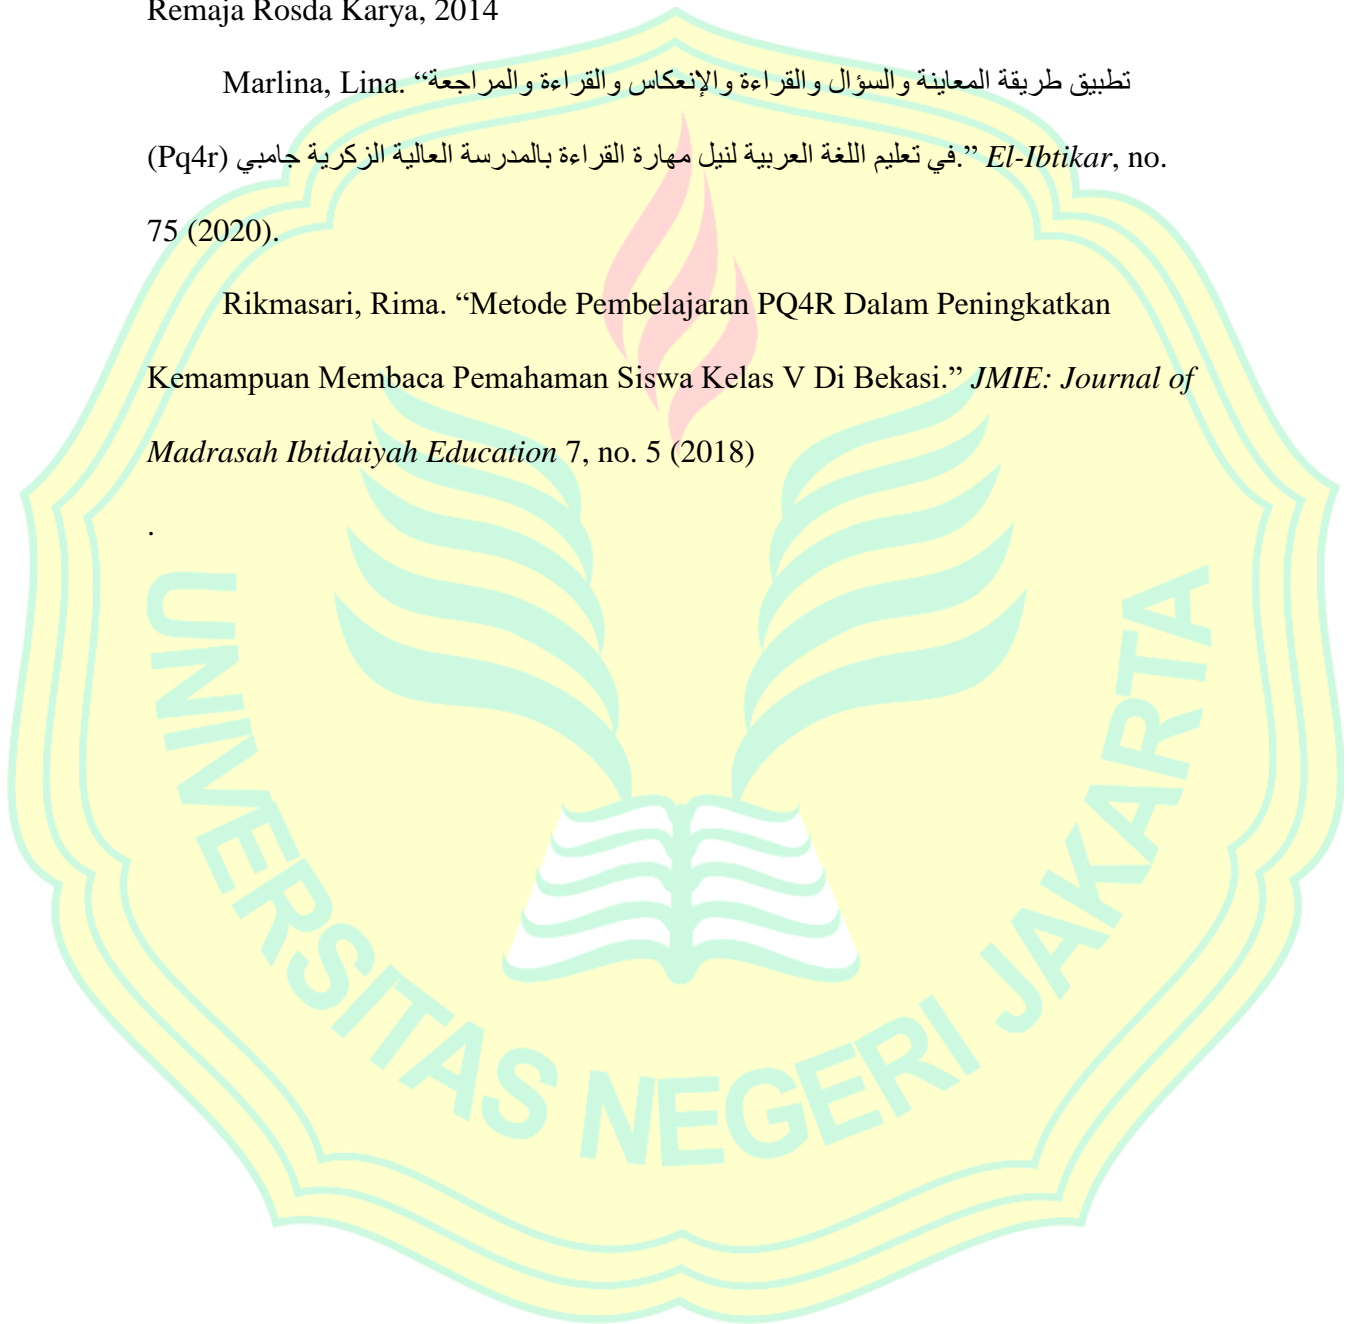 Remaja Rosda Karya, 2014
Marlina, Lina. “تطبيق طريقة المعاينة والسؤال والقراءة والإنعكاس والقراءة والمراجعة
(Pq4r) في تعليم اللغة العربية لنيل مهارة القراءة بالمدرسة العالية الزكرية جامبي.” El-Ibtikar, no.
75 (2020).
Rikmasari, Rima. “Metode Pembelajaran PQ4R Dalam Peningkatkan
Kemampuan Membaca Pemahaman Siswa Kelas V Di Bekasi.” JMIE: Journal of
Madrasah Ibtidaiyah Education 7, no. 5 (2018)
.
UNIVERSITAS NEGERI JAKARTA